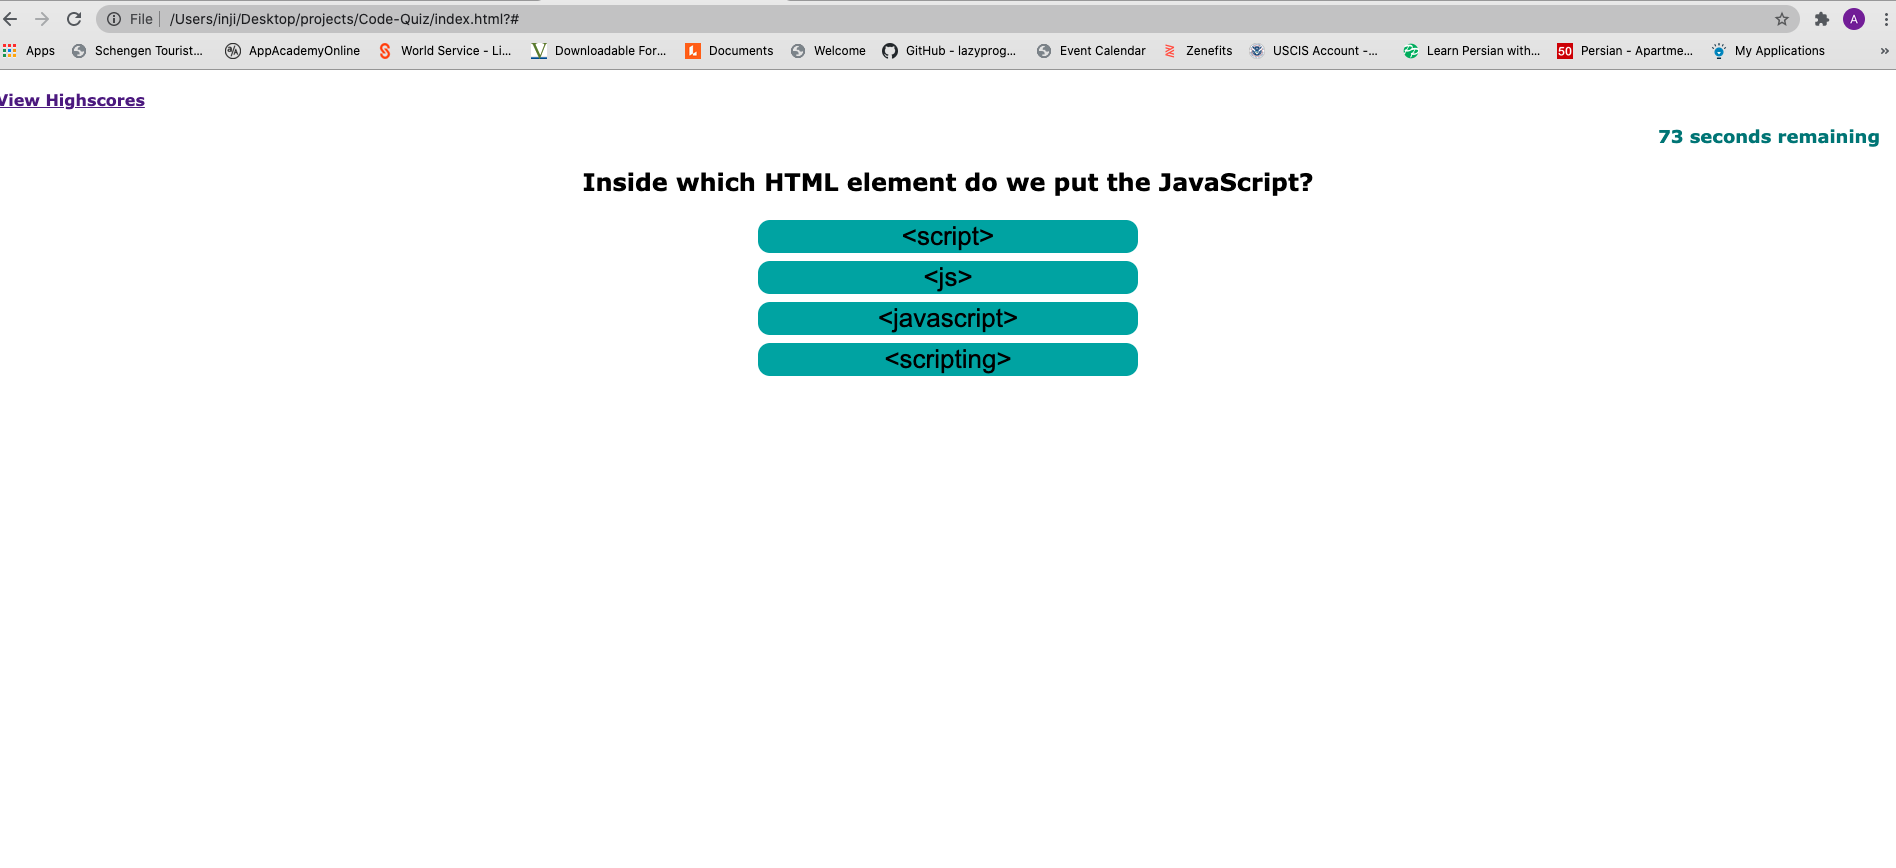 File /Users/inji/Desktop/projects/Code-Quiz/index.html?# A
Apps Schengen Tourist... AppAcademyOnline World Service - Li... Downloadable For... Documents Welcome GitHub - lazyprog... Event Calendar Zenefits USCIS Account -... Learn Persian with... 50 Persian - Apartme... My Applications »
View Highscores
73 seconds remaining
Inside which HTML element do we put the JavaScript?
<script>
<js>
<javascript>
<scripting>